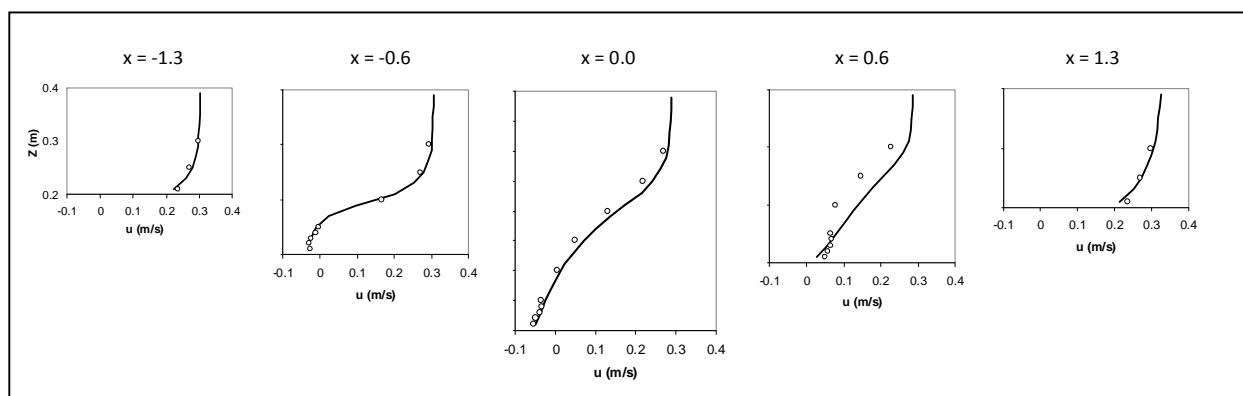 x = -1.3
x = -0.6
x = 0.0
x = 0.6
x = 1.3
Z (m)
0.4
0.3
0.2
-0.1 0 0.1 0.2 0.3 0.4
u (m/s)
-0.1 0 0.1 0.2 0.3 0.4
u (m/s)
-0.1 0 0.1 0.2 0.3 0.4
u (m/s)
-0.1 0 0.1 0.2 0.3 0.4
u (m/s)
-0.1 0 0.1 0.2 0.3 0.4
u (m/s)